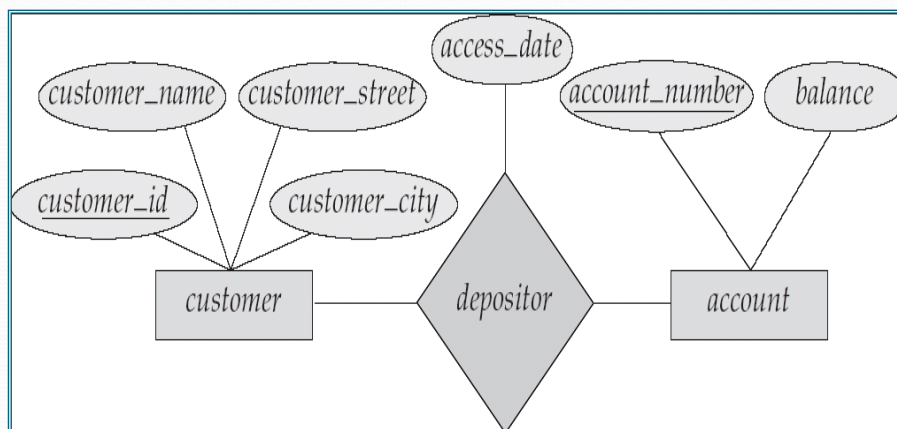 access_date
customer_name
customer_street
account_number
balance
customer_id
customer_city
customer
depositor
account